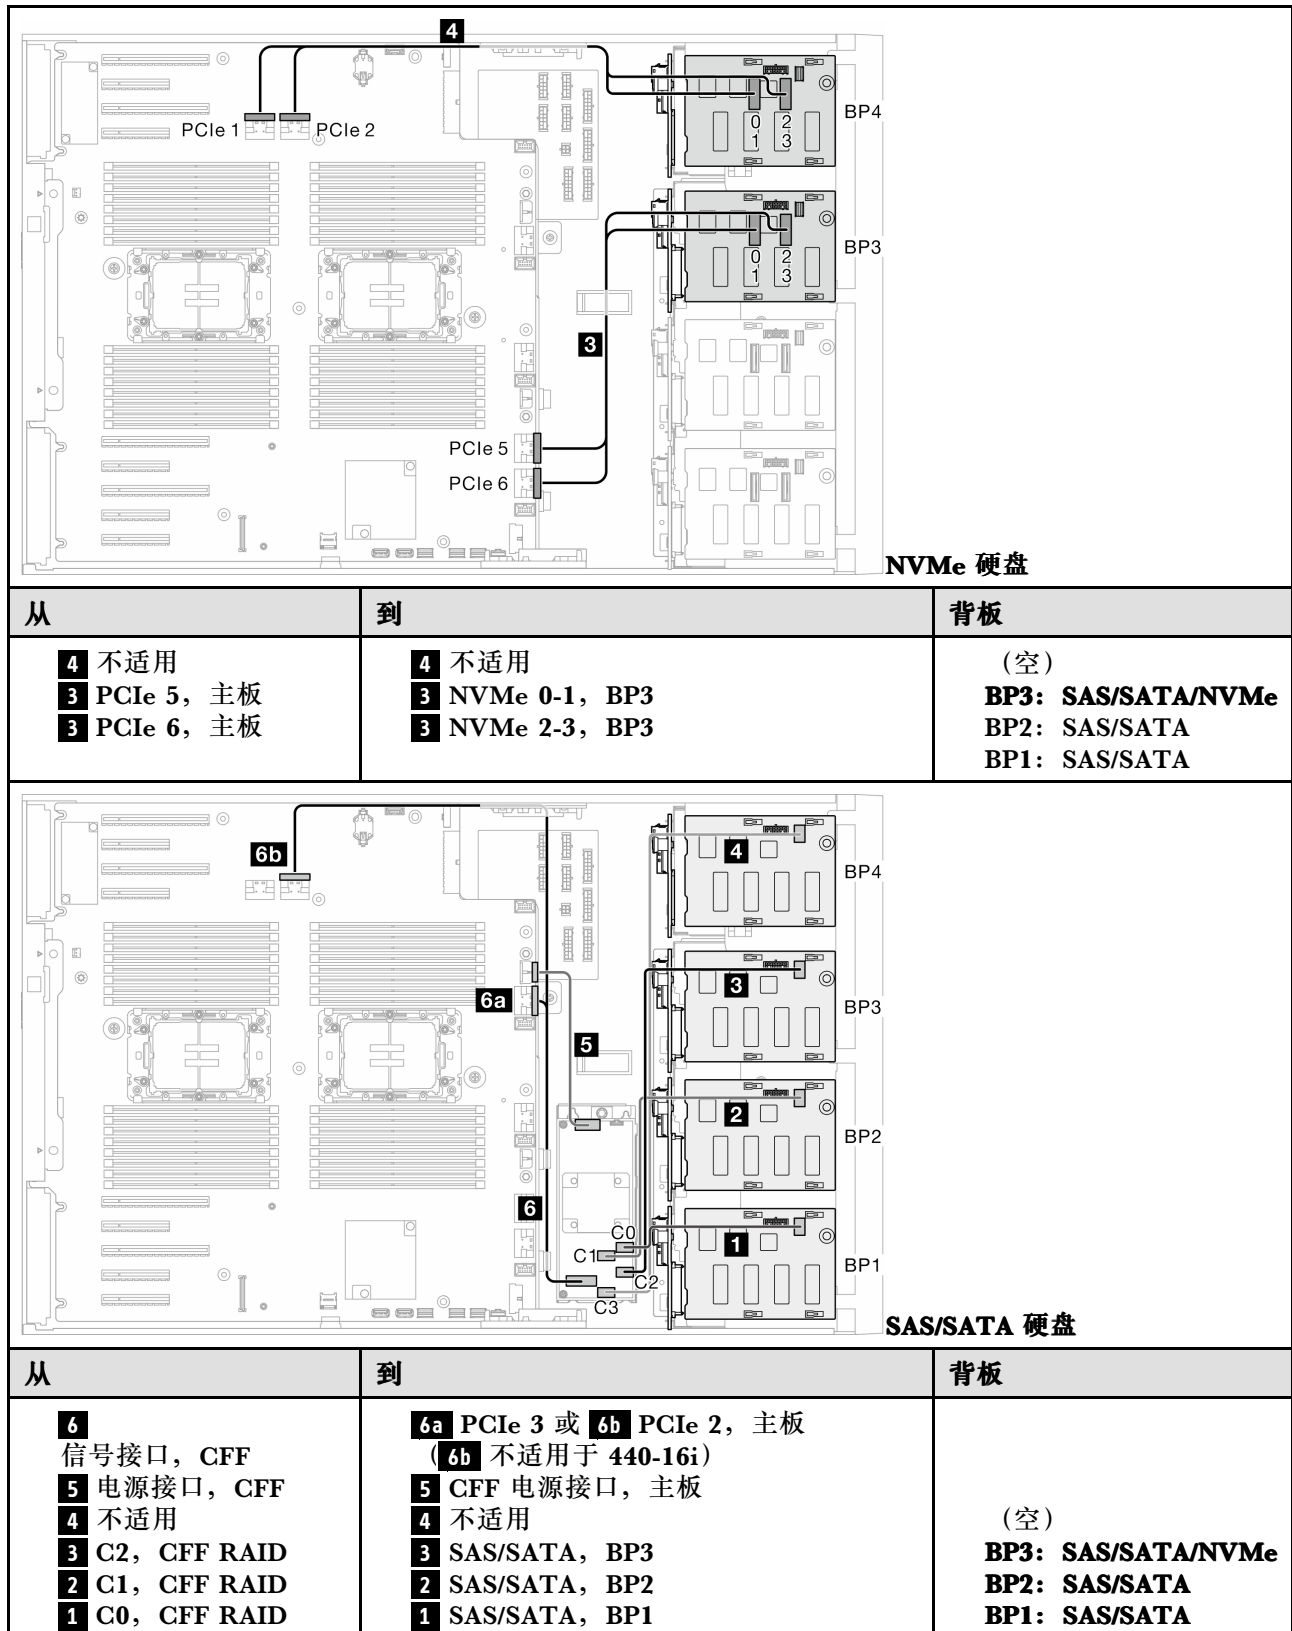 4
PCIe 1
PCIe 2
0
1
2
3
BP4
0
1
2
3
BP3
3
PCIe 5
PCIe 6
NVMe 硬盘
从
到
背板
4 不适用
3 PCIe 5，主板
3 PCIe 6，主板
4 不适用
3 NVMe 0-1，BP3
3 NVMe 2-3，BP3
（空）
BP3：SAS/SATA/NVMe
BP2：SAS/SATA
BP1：SAS/SATA
6b
4
BP4
6a
3
BP3
5
2
BP2
6
C0
C1
C2
C3
1
BP1
SAS/SATA 硬盘
从
到
背板
6
信号接口，CFF
5 电源接口，CFF
4 不适用
3 C2，CFF RAID
2 C1，CFF RAID
1 C0，CFF RAID
6a PCIe 3 或 6b PCIe 2，主板
（6b 不适用于 440-16i）
5 CFF 电源接口，主板
4 不适用
3 SAS/SATA，BP3
2 SAS/SATA，BP2
1 SAS/SATA，BP1
（空）
BP3：SAS/SATA/NVMe
BP2：SAS/SATA
BP1：SAS/SATA